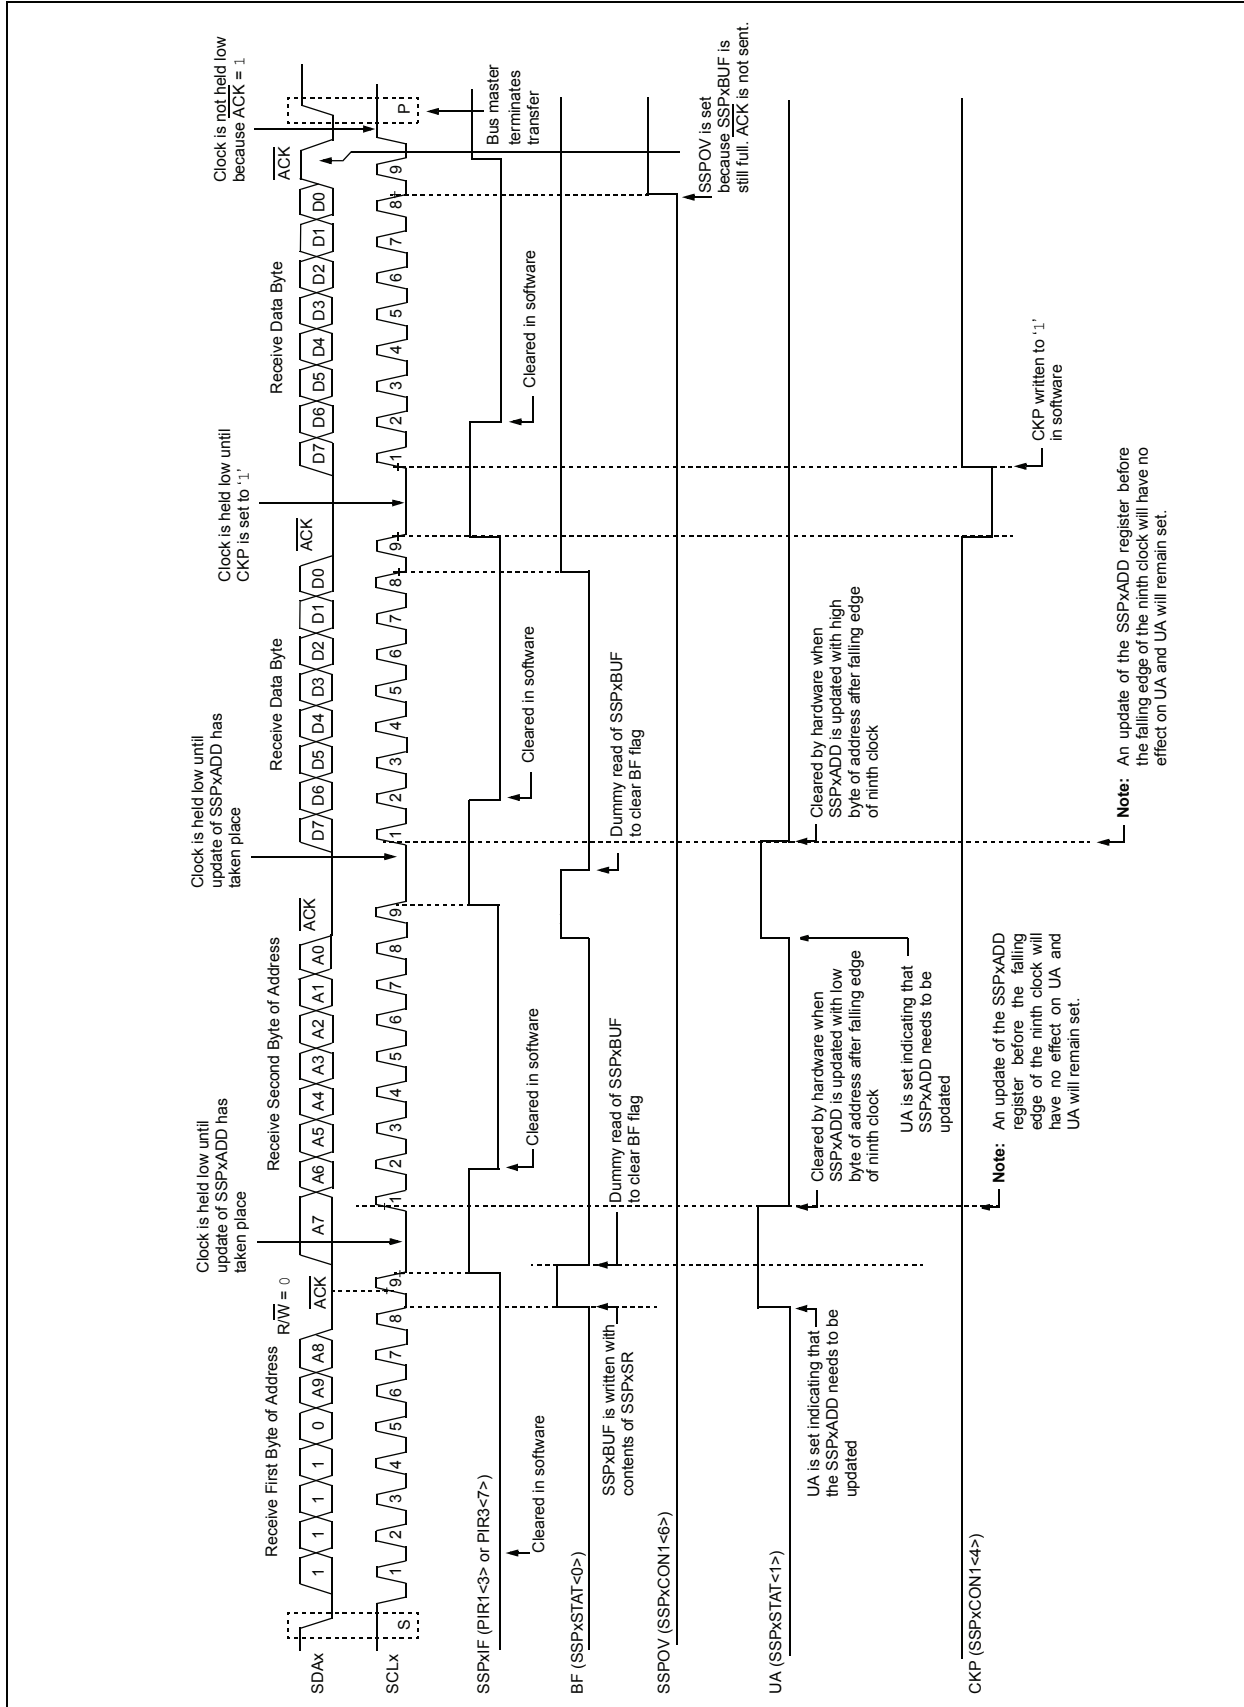 Receive First Byte of Address
R/W = 0
ACK
Clock is held low until
update of SSPxADD has
taken place
Receive Second Byte of Address
ACK
Clock is held low until
update of SSPxADD has
taken place
Receive Data Byte
ACK
Clock is held low until
CKP is set to ‘1’
Receive Data Byte
ACK
Clock is not held low
because ACK = 1
SDAx
1 1 1 1 0 A9 A8
A7 A6 A5 A4 A3 A2 A1 A0
D7 D6 D5 D4 D3 D2 D1 D0
D7 D6 D5 D4 D3 D2 D1 D0
SCLx
S
1 2 3 4 5 6 7 8 9
1 2 3 4 5 6 7 8 9
1 2 3 4 5 6 7 8 9
1 2 3 4 5 6 7 8 9
P
Bus master
terminates
transfer
SSPxIF (PIR1<3> or PIR3<7>)
Cleared in software
Cleared in software
Cleared in software
Cleared in software
BF (SSPxSTAT<0>)
SSPxBUF is written with
contents of SSPxSR
Dummy read of SSPxBUF
to clear BF flag
Dummy read of SSPxBUF
to clear BF flag
SSPOV (SSPxCON1<6>)
SSPOV is set
because SSPxBUF is
still full. ACK is not sent.
UA (SSPxSTAT<1>)
UA is set indicating that
the SSPxADD needs to be
updated
Cleared by hardware when
SSPxADD is updated with low
byte of address after falling edge
of ninth clock
UA is set indicating that
SSPxADD needs to be
updated
Cleared by hardware when
SSPxADD is updated with high
byte of address after falling edge
of ninth clock
CKP (SSPxCON1<4>)
CKP written to ‘1’
in software
Note: An update of the SSPxADD
register before the falling
edge of the ninth clock will
have no effect on UA and
UA will remain set.
Note: An update of the SSPxADD register before
the falling edge of the ninth clock will have no
effect on UA and UA will remain set.